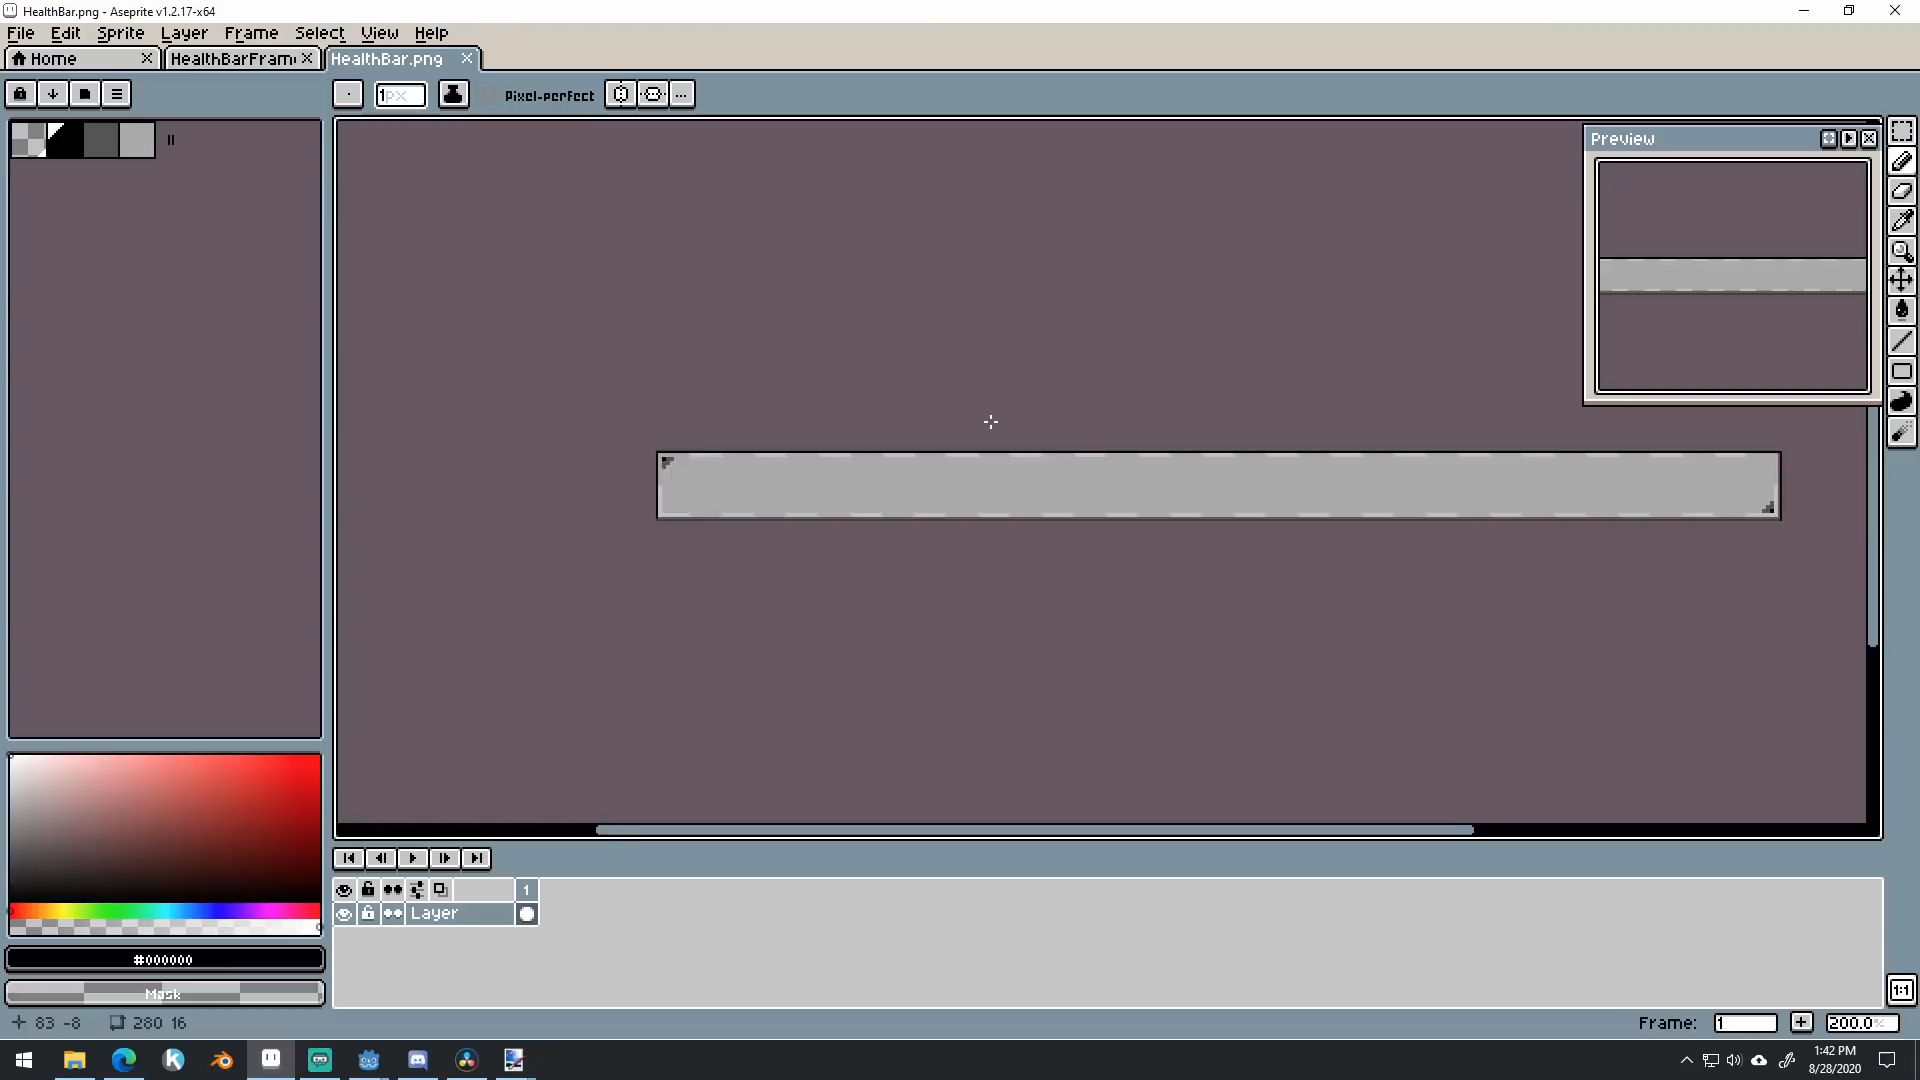 HealthBar.png - Aseprite v1.2.17-x64
File Edit Sprite Layer Frame Select View Help
Home HealthBarFram HealthBar.png
1px Pixel-perfect
Preview
1
Layer
#000000
Mask
1:1
83 -8 280 16 Frame: 1 200.0%
1:42 PM
8/28/2020